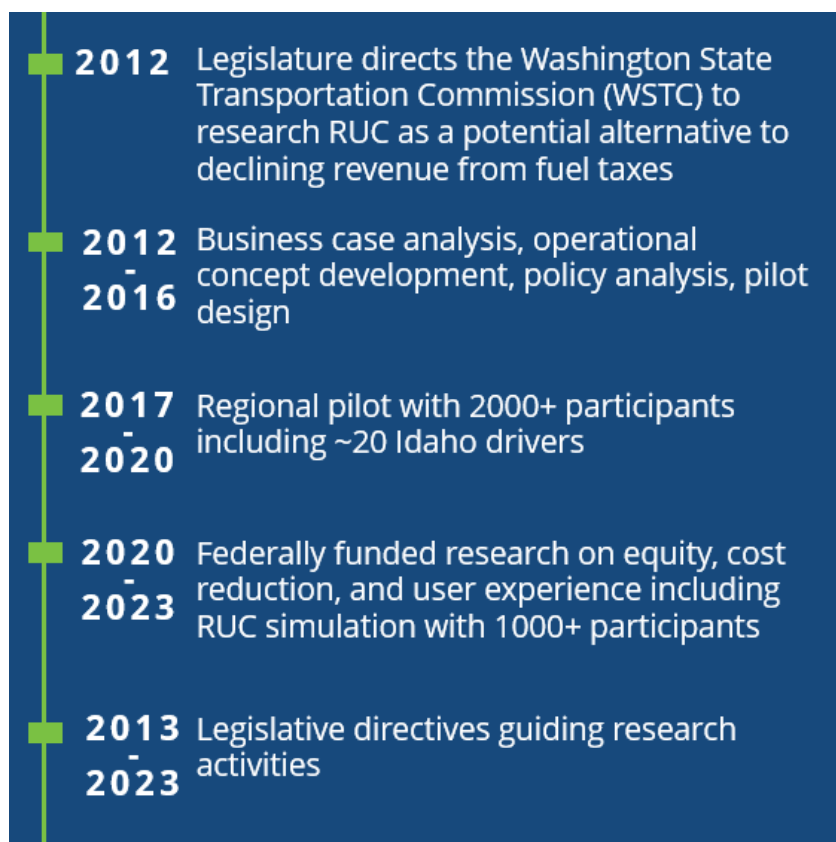 2012
Legislature directs the Washington State
Transportation Commission (WSTC) to
research RUC as a potential alternative to
declining revenue from fuel taxes
2012
-
2016
Business case analysis, operational
concept development, policy analysis, pilot
design
2017
-
2020
Regional pilot with 2000+ participants
including ~20 Idaho drivers
2020
-
2023
Federally funded research on equity, cost
reduction, and user experience including
RUC simulation with 1000+ participants
2013
-
2023
Legislative directives guiding research
activities